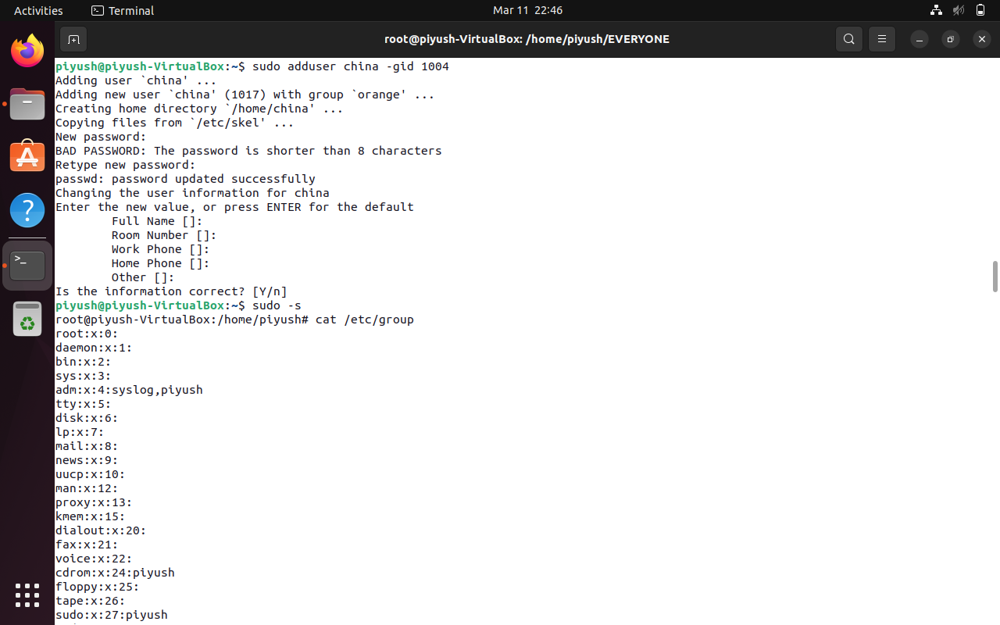 Activities
Terminal
Mar 11 22:46
root@piyush-VirtualBox: /home/piyush/EVERYONE
piyush@piyush-VirtualBox:~$ sudo adduser china -gid 1004
Adding user `china' ...
Adding new user `china' (1017) with group `orange' ...
Creating home directory `/home/china' ...
Copying files from `/etc/skel' ...
New password:
BAD PASSWORD: The password is shorter than 8 characters
Retype new password:
passwd: password updated successfully
Changing the user information for china
Enter the new value, or press ENTER for the default
        Full Name []:
        Room Number []:
        Work Phone []:
        Home Phone []:
        Other []:
Is the information correct? [Y/n]
piyush@piyush-VirtualBox:~$ sudo -s
root@piyush-VirtualBox:/home/piyush# cat /etc/group
root:x:0:
daemon:x:1:
bin:x:2:
sys:x:3:
adm:x:4:syslog,piyush
tty:x:5:
disk:x:6:
lp:x:7:
mail:x:8:
news:x:9:
uucp:x:10:
man:x:12:
proxy:x:13:
kmem:x:15:
dialout:x:20:
fax:x:21:
voice:x:22:
cdrom:x:24:piyush
floppy:x:25:
tape:x:26:
sudo:x:27:piyush